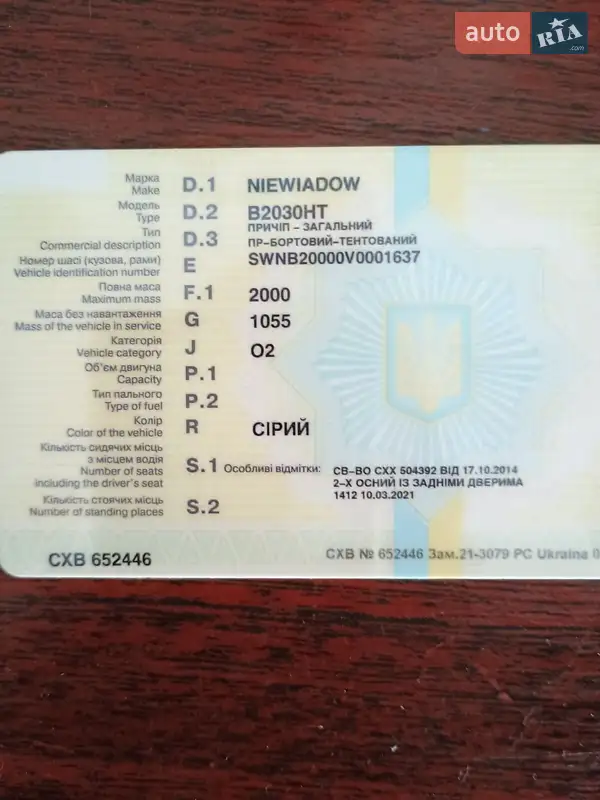 auto RIA .com
Марка
Make D.1 NIEWIADOW
Модель
Type D.2 B2030HT
Тип
Commercial description D.3 ПРИЧІП - ЗАГАЛЬНИЙ
ПР-БОРТОВИЙ-ТЕНТОВАНИЙ
Номер шасі (кузова, рами)
Vehicle identification number E SWNB20000V0001637
Повна маса
Maximum mass F.1 2000
Маса без навантаження
Mass of the vehicle in service G 1055
Категорія
Vehicle category J O2
Об'єм двигуна
Capacity P.1
Тип пального
Type of fuel P.2
Колір
Color of the vehicle R СІРИЙ
Кількість сидячих місць
з місцем водія
Number of seats
including the driver's seat S.1 Особливі відмітки: СВ-ВО СХХ 504392 ВІД 17.10.2014
2-Х ОСНИЙ ІЗ ЗАДНІМИ ДВЕРИМА
1412 10.03.2021
Кількість стоячих місць
Number of standing places S.2
СХВ 652446
СХВ № 652446 Зам.21-3079 РС Ukraina 0